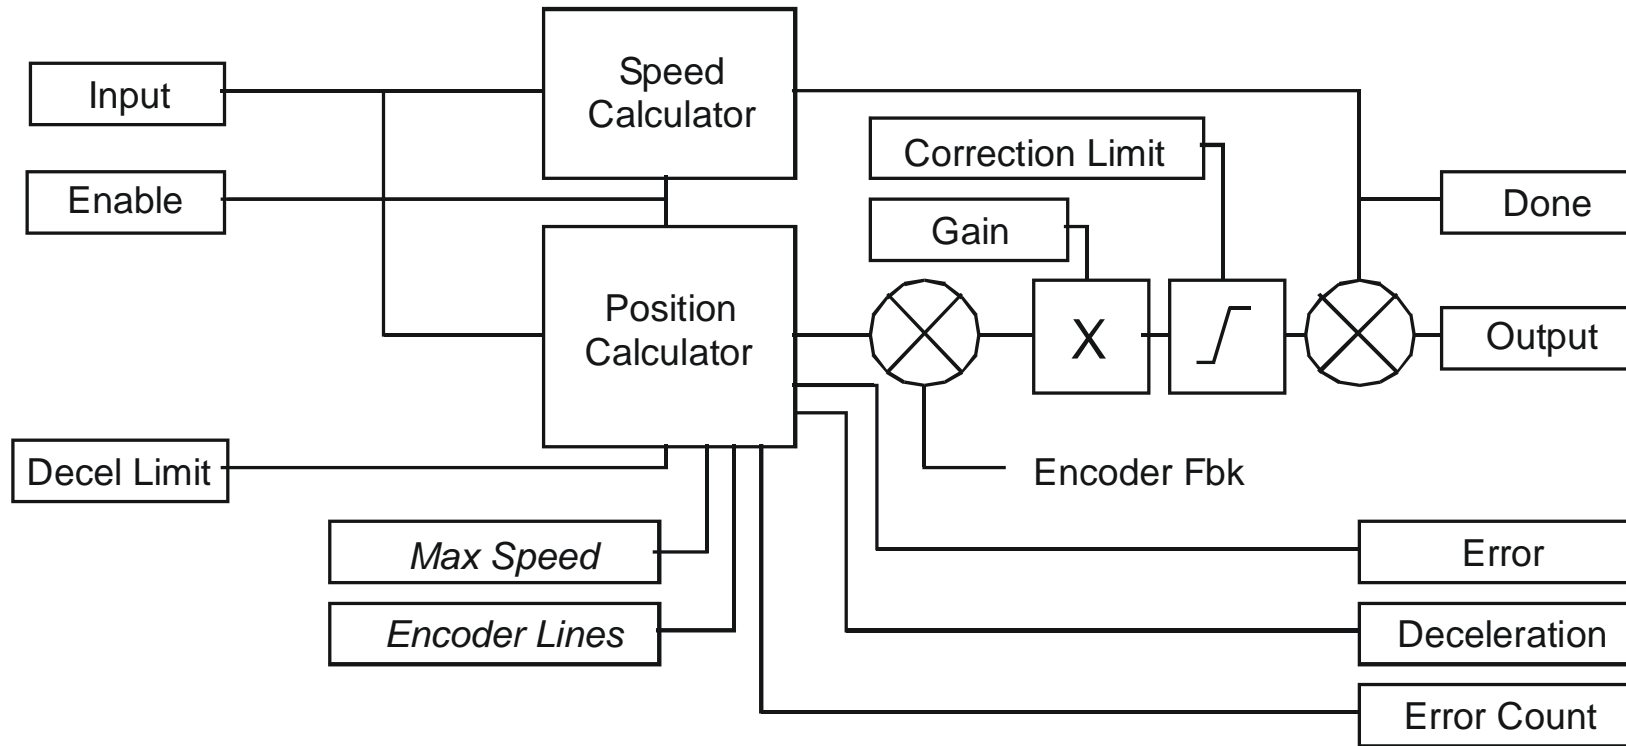 Input
Speed
Calculator
Correction Limit
Enable
Done
Gain
Position
Calculator
X
Output
Decel Limit
Encoder Fbk
Max Speed
Error
Encoder Lines
Deceleration
Error Count